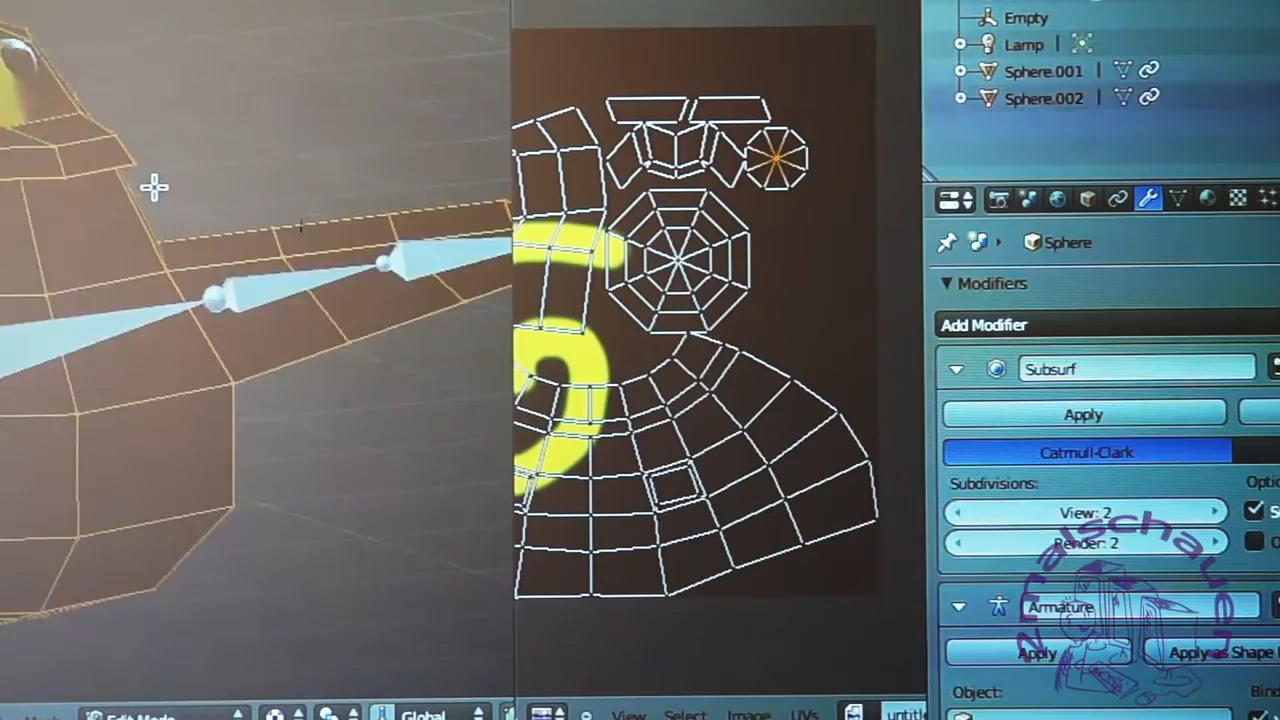 Empty
Lamp
Sphere.001
Sphere.002
Sphere
Modifiers
Add Modifier
Subsurf
Apply
Catmull-Clark
Subdivisions:
View: 2
Render: 2
2malschauen
Armature
Apply
Apply as Shape
Object:
Edit Mode
Global
View Select Image UVs